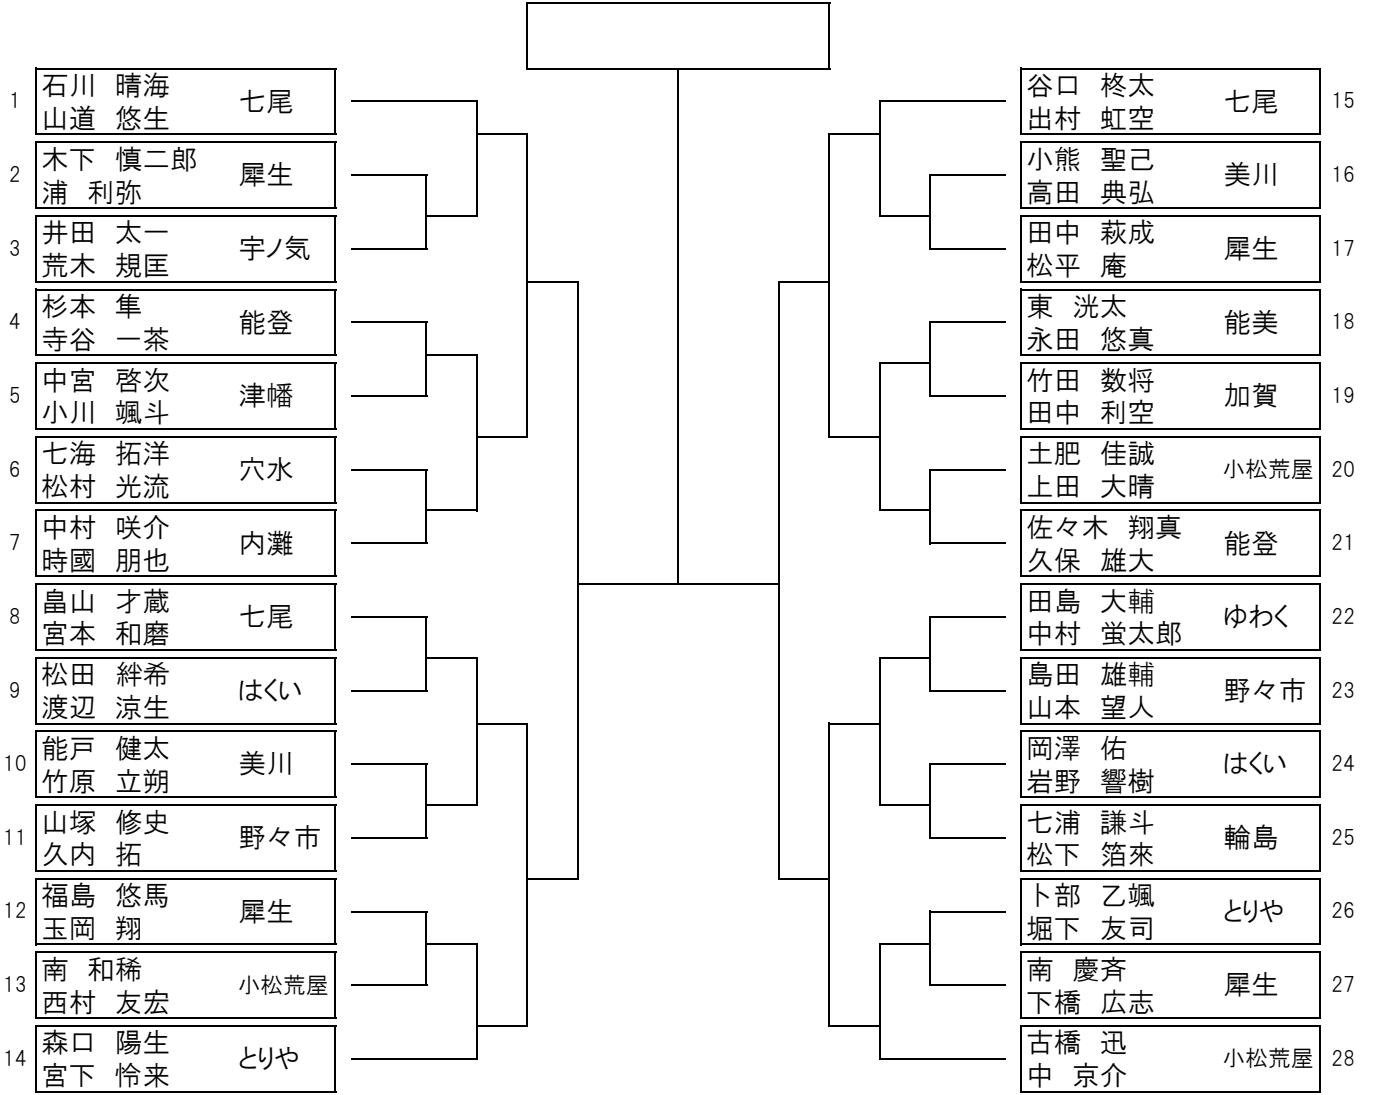 1 石川 晴海 七尾
山道 悠生
2 木下 慎二郎 犀生
浦 利弥
3 井田 太一 宇ノ気
荒木 規匡
4 杉本 隼 能登
寺谷 一茶
5 中宮 啓次 津幡
小川 颯斗
6 七海 拓洋 穴水
松村 光流
7 中村 咲介 内灘
時國 朋也
8 畠山 才蔵 七尾
宮本 和磨
9 松田 絆希 はくい
渡辺 涼生
10 能戸 健太 美川
竹原 立朔
11 山塚 修史 野々市
久内 拓
12 福島 悠馬 犀生
玉岡 翔
13 南 和稀 小松荒屋
西村 友宏
14 森口 陽生 とりや
宮下 怜来
谷口 柊太 七尾 15
出村 虹空
小熊 聖己 美川 16
高田 典弘
田中 萩成 犀生 17
松平 庵
東 洸太 能美 18
永田 悠真
竹田 数将 加賀 19
田中 利空
土肥 佳誠 小松荒屋 20
上田 大晴
佐々木 翔真 能登 21
久保 雄大
田島 大輔 ゆわく 22
中村 蛍太郎
島田 雄輔 野々市 23
山本 望人
岡澤 佑 はくい 24
岩野 響樹
七浦 謙斗 輪島 25
松下 箔來
卜部 乙颯 とりや 26
堀下 友司
南 慶斉 犀生 27
下橋 広志
古橋 迅 小松荒屋 28
中 京介